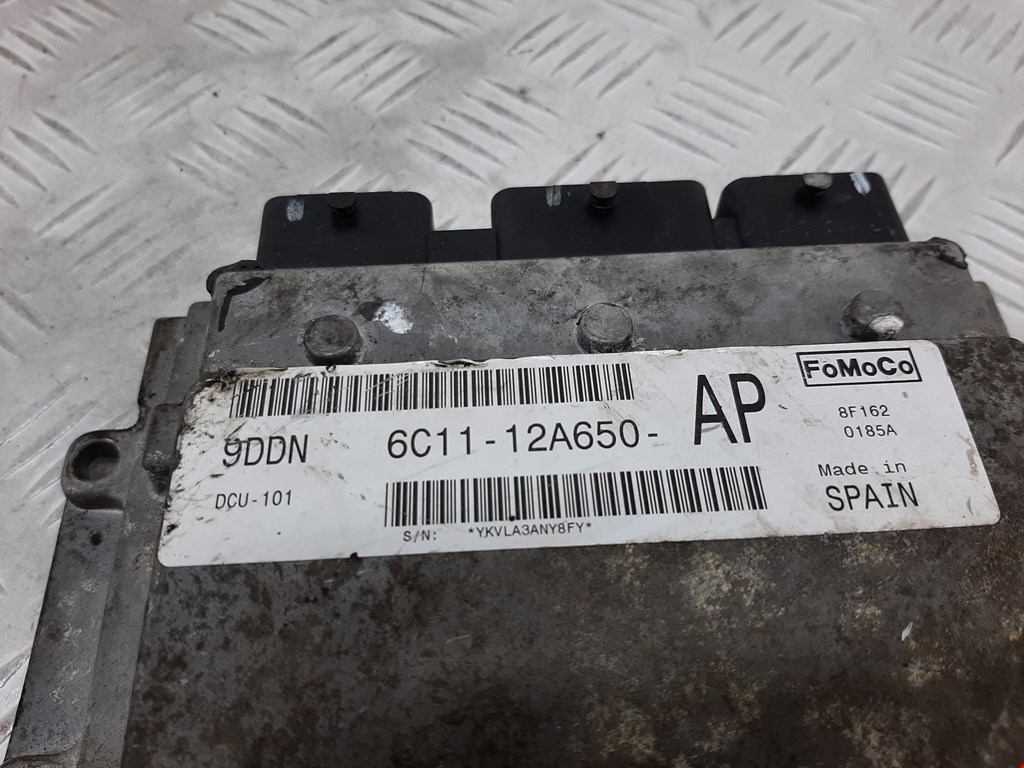 FoMoCo
8F162
0185A
9DDN 6C11-12A650- AP
DCU-101
Made in
SPAIN
S/N: *YKVLA3ANY8FY*